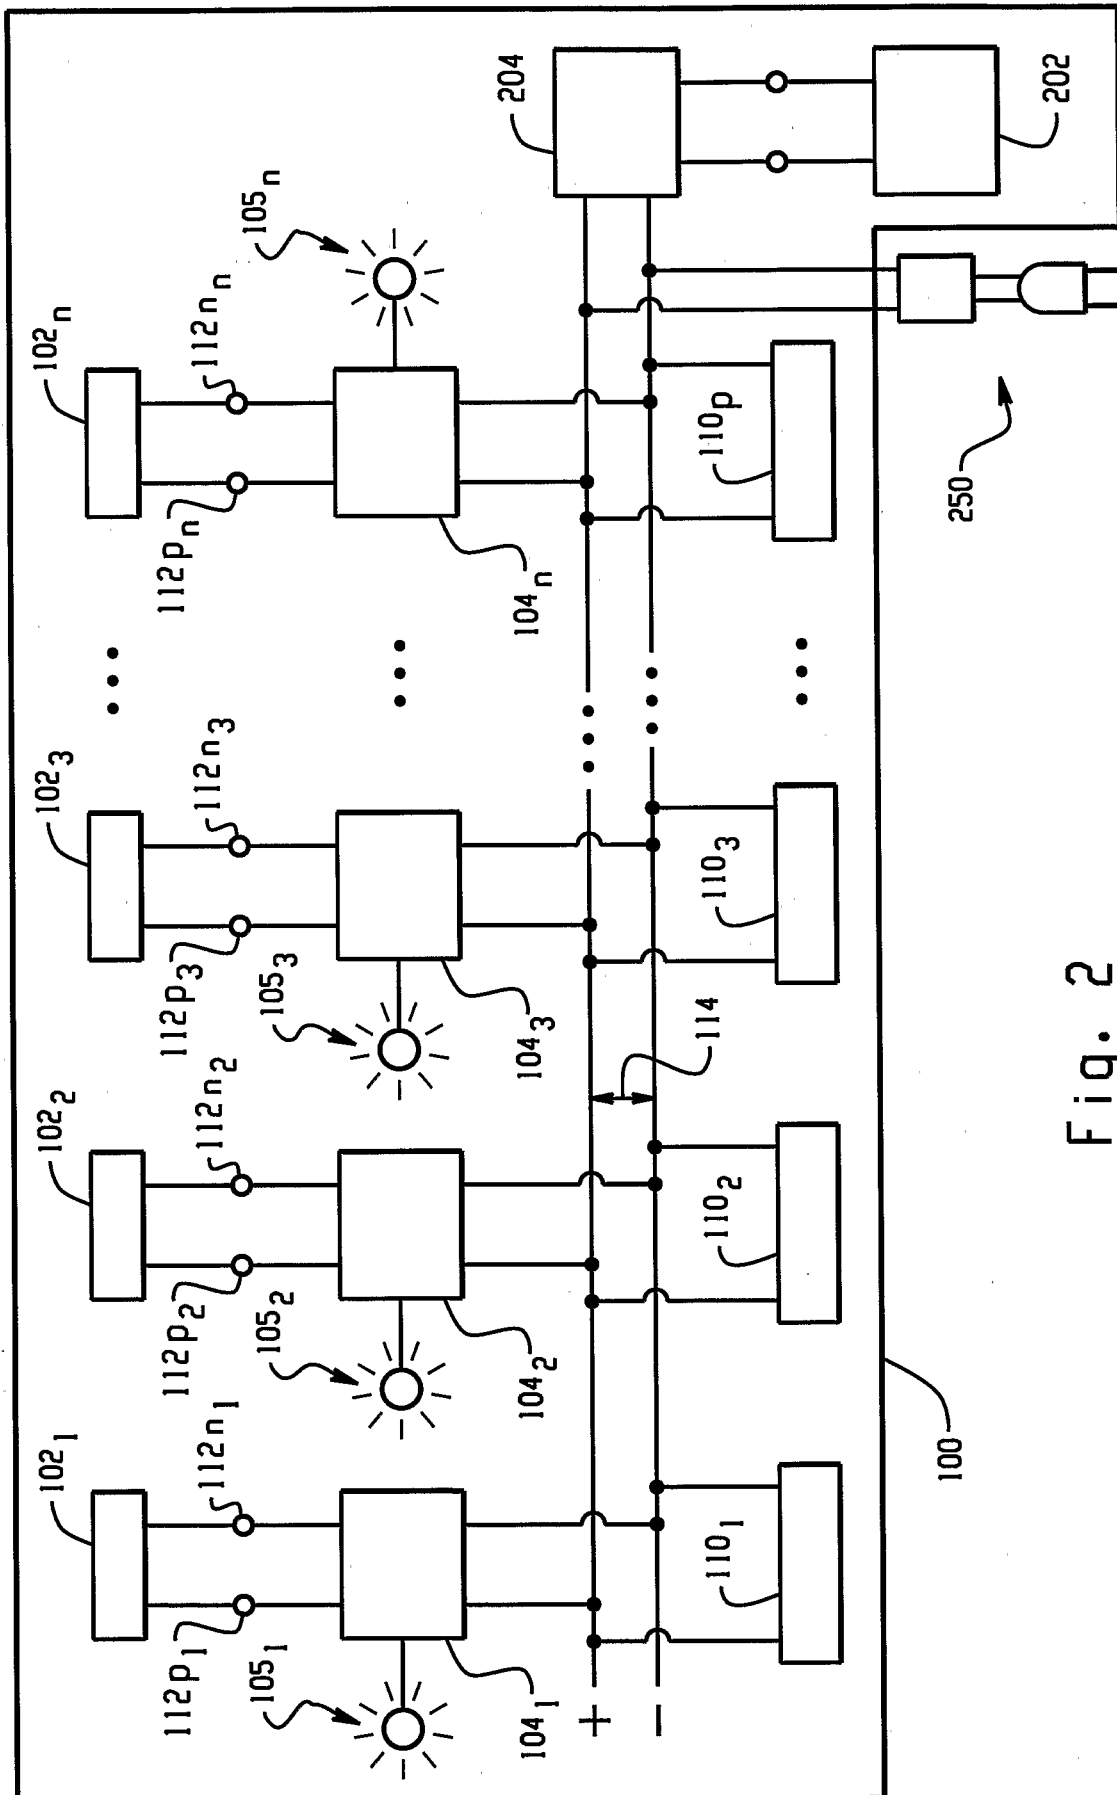 102₁
102₂
102₃
102ₙ
112p₁
112n₁
112p₂
112n₂
112p₃
112n₃
112pₙ
112nₙ
105₁
105₂
105₃
105ₙ
104₁
104₂
104₃
104ₙ
204
+
−
114
110₁
110₂
110₃
110ₚ
202
100
250
Fig. 2